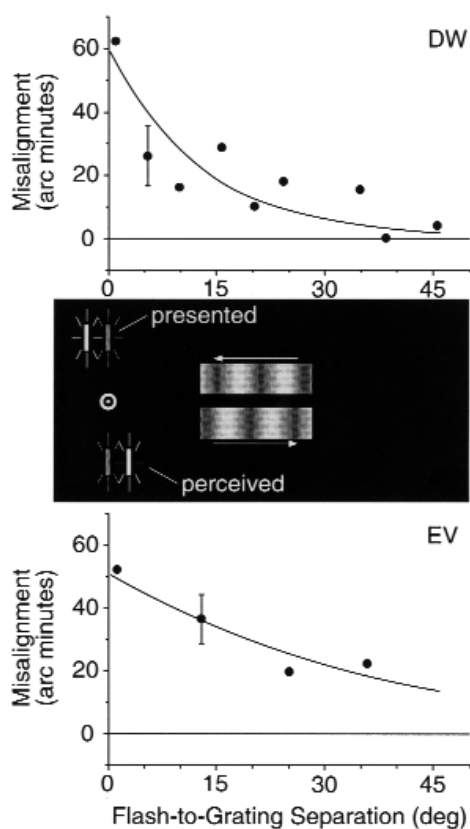 DW
Misalignment
(arc minutes)
60
40
20
0
0 15 30 45
presented
perceived
EV
Misalignment
(arc minutes)
60
40
20
0
0 15 30 45
Flash-to-Grating Separation (deg)